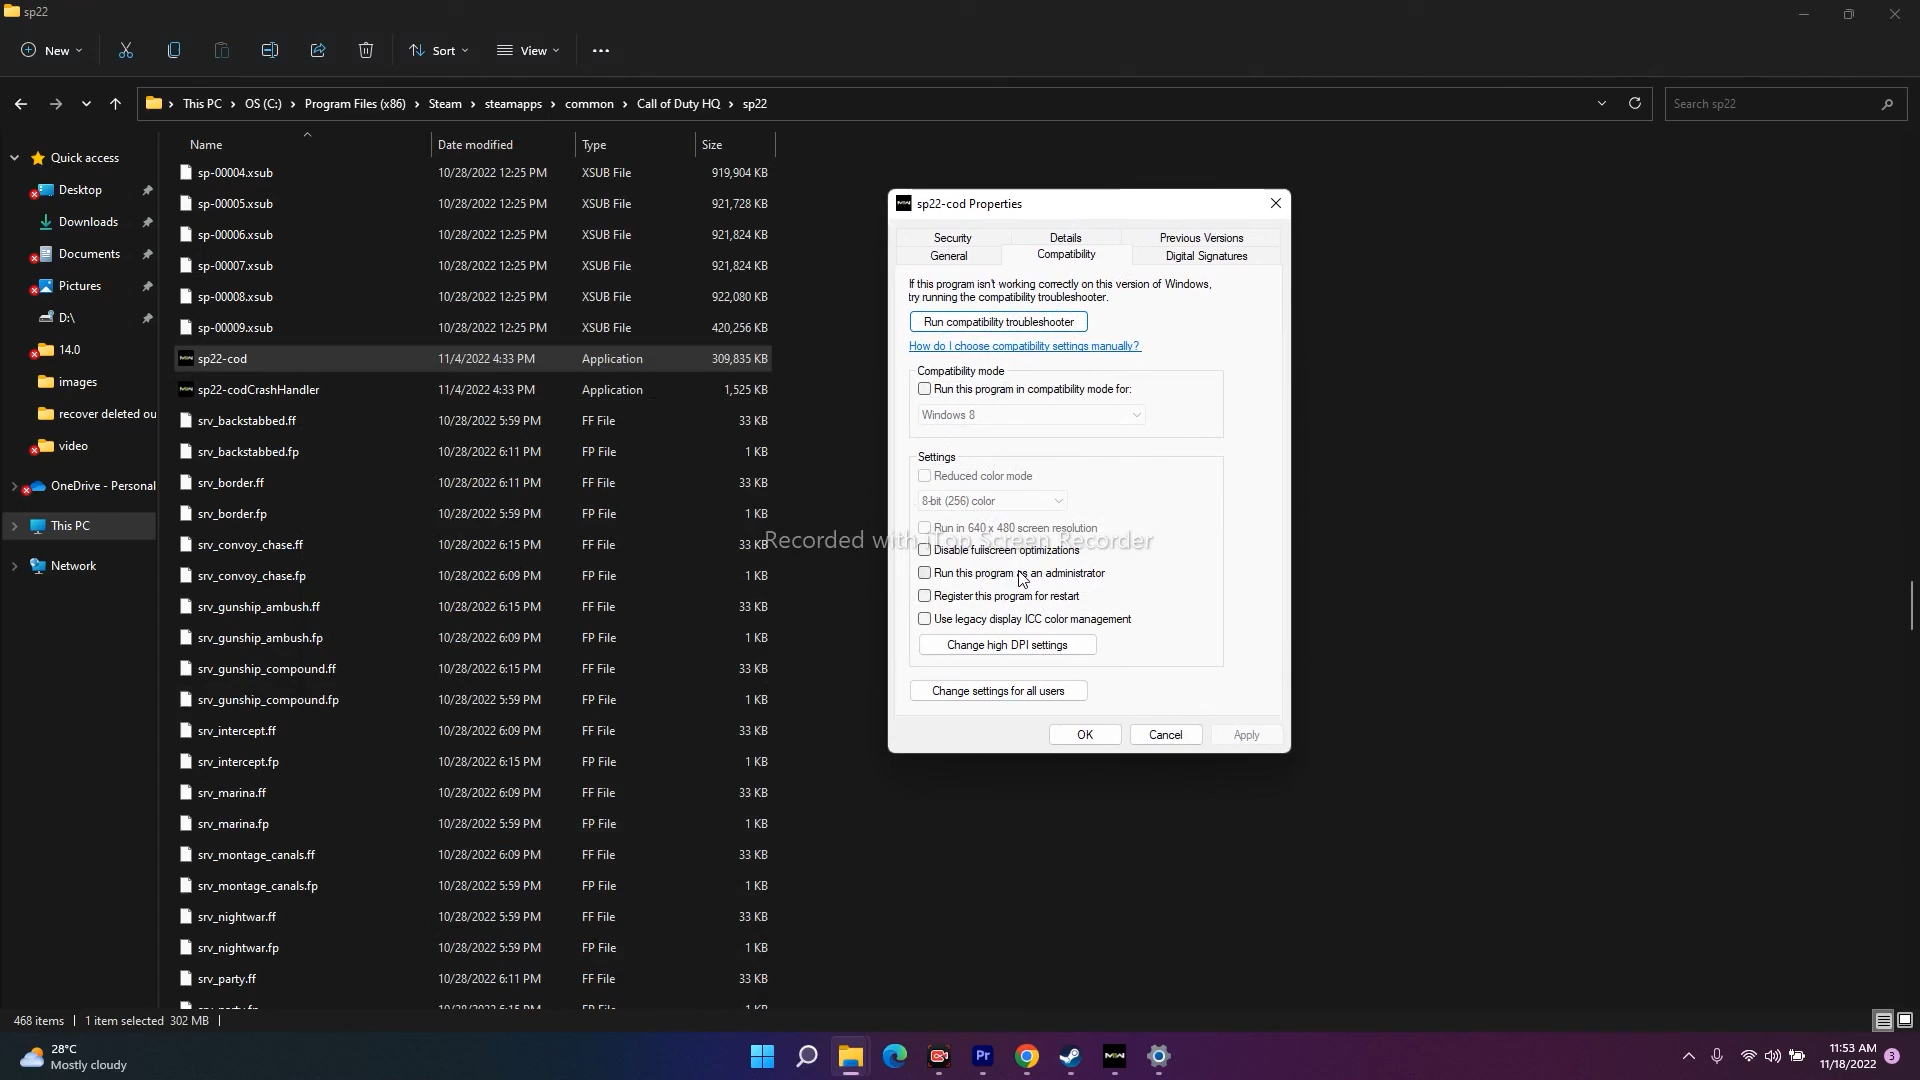 sp22
New
Sort
View
This PC
OS (C:)
Program Files (x86)
Steam
steamapps
common
Call of Duty HQ
sp22
Search sp22
Quick access
Desktop
Downloads
Documents
Pictures
D:\
14.0
images
recover deleted ou
video
OneDrive - Personal
This PC
Network
Name Date modified Type Size
sp-00004.xsub 10/28/2022 12:25 PM XSUB File 919,904 KB
sp-00005.xsub 10/28/2022 12:25 PM XSUB File 921,728 KB
sp-00006.xsub 10/28/2022 12:25 PM XSUB File 921,824 KB
sp-00007.xsub 10/28/2022 12:25 PM XSUB File 921,824 KB
sp-00008.xsub 10/28/2022 12:25 PM XSUB File 922,080 KB
sp-00009.xsub 10/28/2022 12:25 PM XSUB File 420,256 KB
sp22-cod 11/4/2022 4:33 PM Application 309,835 KB
sp22-codCrashHandler 11/4/2022 4:33 PM Application 1,525 KB
srv_backstabbed.ff 10/28/2022 5:59 PM FF File 33 KB
srv_backstabbed.fp 10/28/2022 6:11 PM FP File 1 KB
srv_border.ff 10/28/2022 6:11 PM FF File 33 KB
srv_border.fp 10/28/2022 5:59 PM FP File 1 KB
srv_convoy_chase.ff 10/28/2022 6:15 PM FF File 33 KB
srv_convoy_chase.fp 10/28/2022 6:09 PM FP File 1 KB
srv_gunship_ambush.ff 10/28/2022 6:15 PM FF File 33 KB
srv_gunship_ambush.fp 10/28/2022 6:09 PM FP File 1 KB
srv_gunship_compound.ff 10/28/2022 6:15 PM FF File 33 KB
srv_gunship_compound.fp 10/28/2022 5:59 PM FP File 1 KB
srv_intercept.ff 10/28/2022 6:09 PM FF File 33 KB
srv_intercept.fp 10/28/2022 6:15 PM FP File 1 KB
srv_marina.ff 10/28/2022 6:09 PM FF File 33 KB
srv_marina.fp 10/28/2022 5:59 PM FP File 1 KB
srv_montage_canals.ff 10/28/2022 6:09 PM FF File 33 KB
srv_montage_canals.fp 10/28/2022 5:59 PM FP File 1 KB
srv_nightwar.ff 10/28/2022 5:59 PM FF File 33 KB
srv_nightwar.fp 10/28/2022 5:59 PM FP File 1 KB
srv_party.ff 10/28/2022 6:11 PM FF File 33 KB
sp22-cod Properties
Security Details Previous Versions
General Compatibility Digital Signatures
If this program isn't working correctly on this version of Windows,
try running the compatibility troubleshooter.
Run compatibility troubleshooter
How do I choose compatibility settings manually?
Compatibility mode
Run this program in compatibility mode for:
Windows 8
Settings
Reduced color mode
8-bit (256) color
Run in 640 x 480 screen resolution
Recorded with iTop Screen Recorder
Disable fullscreen optimizations
Run this program as an administrator
Register this program for restart
Use legacy display ICC color management
Change high DPI settings
Change settings for all users
OK Cancel Apply
468 items 1 item selected 302 MB
28°C
Mostly cloudy
Pr
MW
11:53 AM
11/18/2022
3